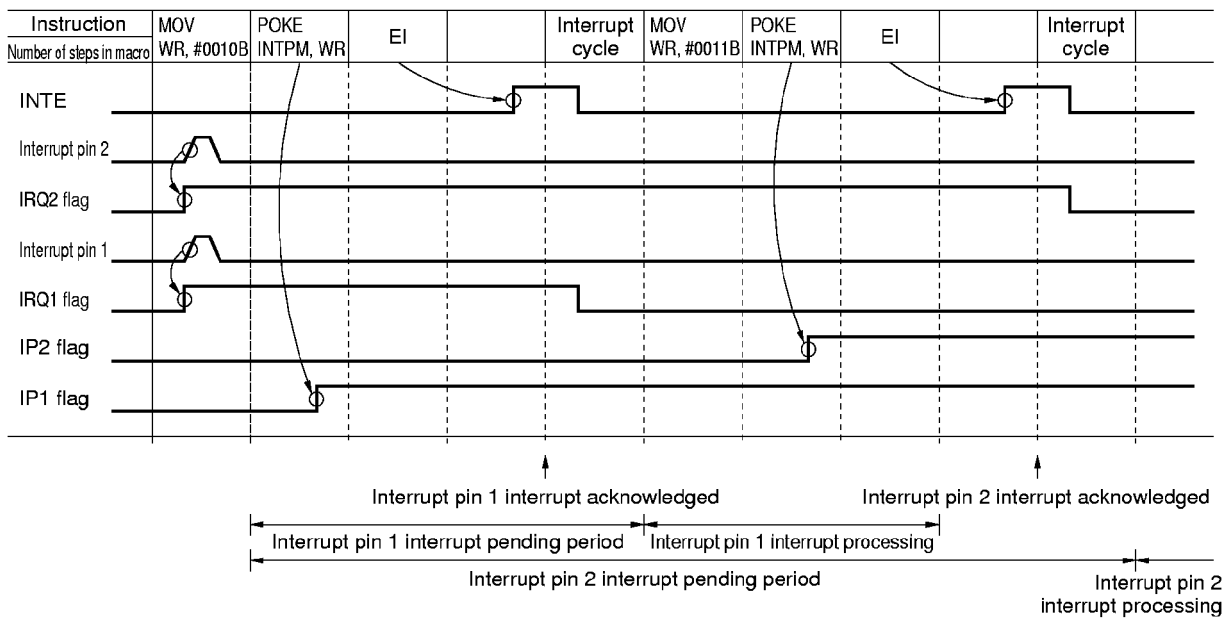 Instruction
Number of steps in macro
MOV
WR, #0010B
POKE
INTPM, WR
EI
Interrupt
cycle
MOV
WR, #0011B
POKE
INTPM, WR
EI
Interrupt
cycle
INTE
Interrupt pin 2
IRQ2 flag
Interrupt pin 1
IRQ1 flag
IP2 flag
IP1 flag
Interrupt pin 1 interrupt acknowledged
Interrupt pin 2 interrupt acknowledged
Interrupt pin 1 interrupt pending period
Interrupt pin 1 interrupt processing
Interrupt pin 2 interrupt pending period
Interrupt pin 2
interrupt processing